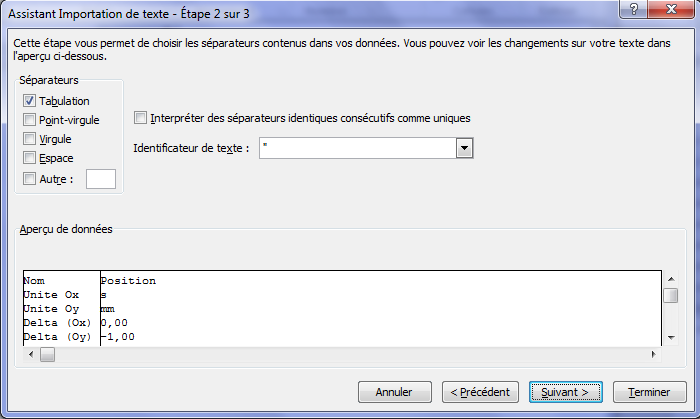 Assistant Importation de texte - Étape 2 sur 3
Cette étape vous permet de choisir les séparateurs contenus dans vos données. Vous pouvez voir les changements sur votre texte dans
l'aperçu ci-dessous.
Séparateurs
Tabulation
Point-virgule
Virgule
Espace
Autre :
Interpréter des séparateurs identiques consécutifs comme uniques
Identificateur de texte : "
Aperçu de données
Nom Position
Unite Ox s
Unite Oy mm
Delta (Ox) 0,00
Delta (Oy) -1,00
Annuler < Précédent Suivant > Terminer